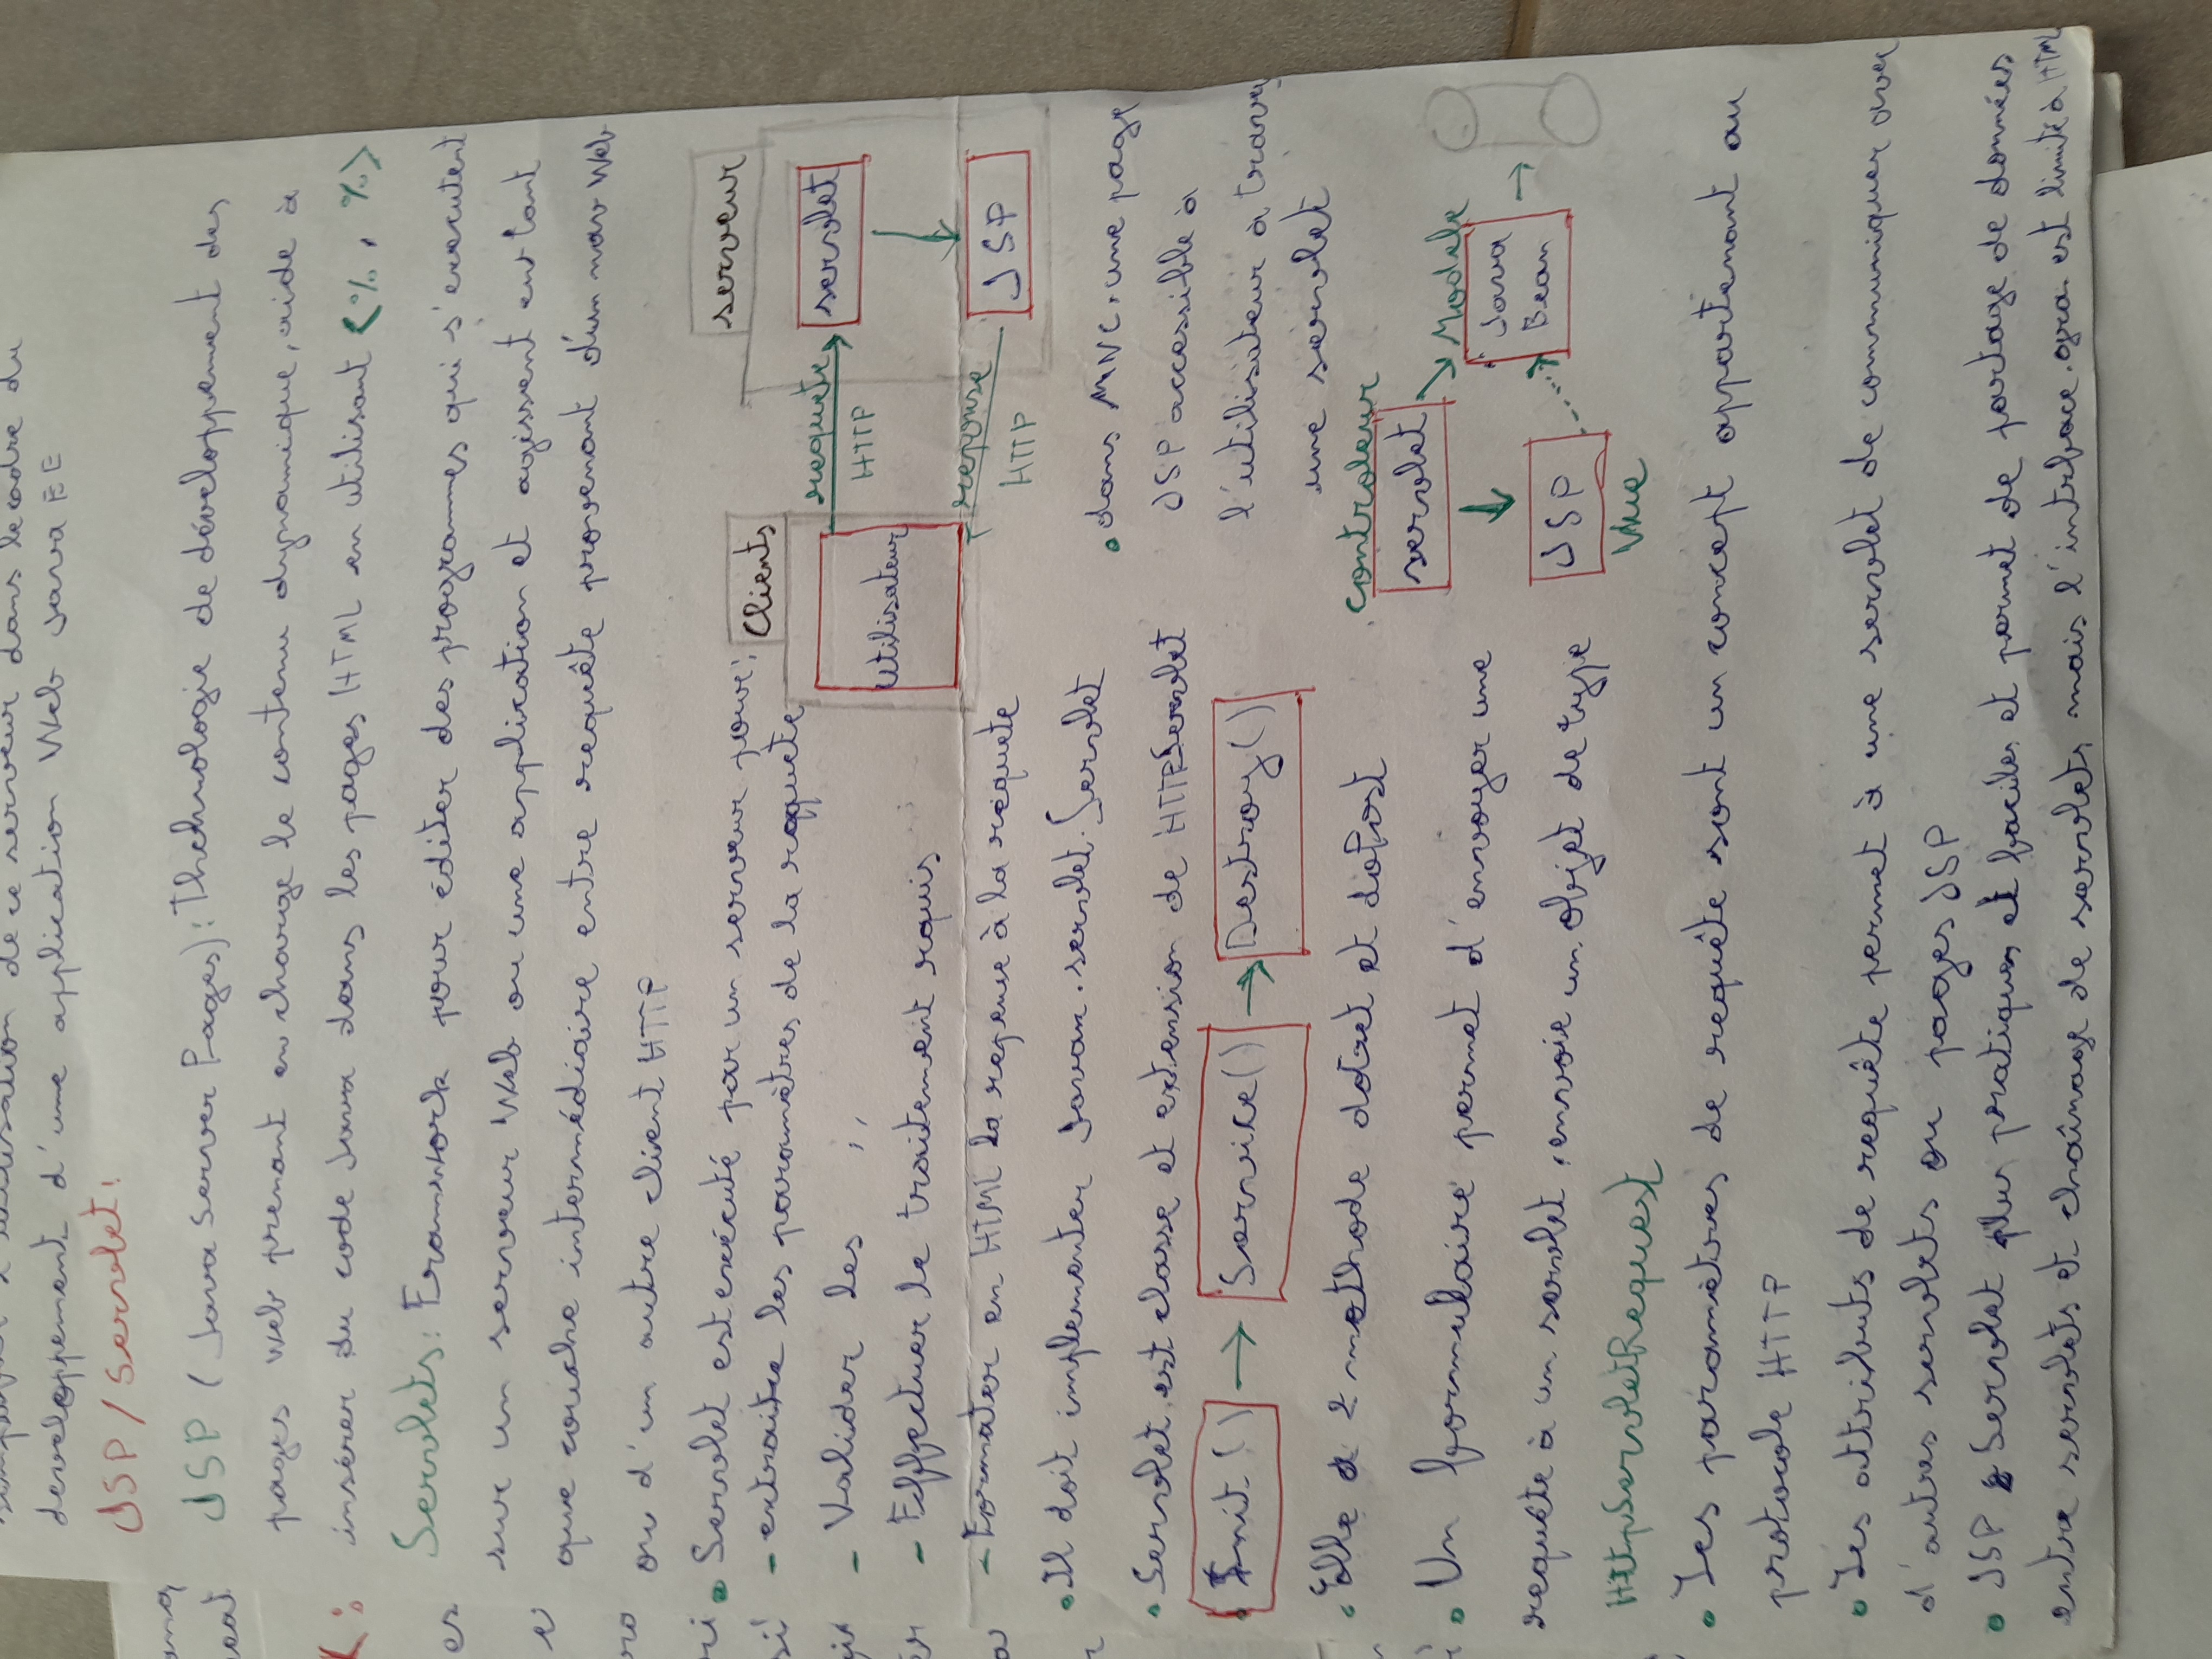 l'utilisation de ce serveur dans le cadre du
developpement d'une application Web Java EE
JSP / Servlet:
JSP (Java Server Pages): Thchnologie de développement des
pages web prenant en charge le contenu dynamique, aide à
insérer du code Java dans les pages HTML en utilisant <% , %>
Servlets: Framwork pour éditer des programmes qui s'executent
sur un serveur Web ou une application et agissent en tant
que couche intermédiaire entre requête provenant d'un nav Web
ou d'un autre client HTTP
• Servlet est exécuté par un serveur pour:
- extraitre les paramètres de la requete
- Valider les ,,
- Effectuer le traitement rquis
- Formater en HTML la repense à la requete
Clients
serveur
utilisateur
requete
HTTP
servlet
reponse
HTTP
JSP
• Il doit implementer Javax.servlet.Servlet
• Servlet est classe et extension de HTTPServlet
• Init() → Service() → Destroy()
• Elle a 2 methode doGet et doPost
• dans MVC, une page
JSP accessible à
l'utilisateur à travers
une servlet
controleur
servlet
Modele
Java
Bean
JSP
Vue
• Un formulaire permet d'envoyer une
requête à un servlet, envoie un objet de type
HttpServletRequest
• Les paramètres de requête sont un concept appartenant au
protocole HTTP
• Les attributs de requête permet à une servlet de communiquer avec
d'autres servlets ou pages JSP
• JSP & Servlet plus pratiques et faciles et permet de partage de données
entre servlets et chaînage de servlets mais l'intrface.gra. est limité à HTML